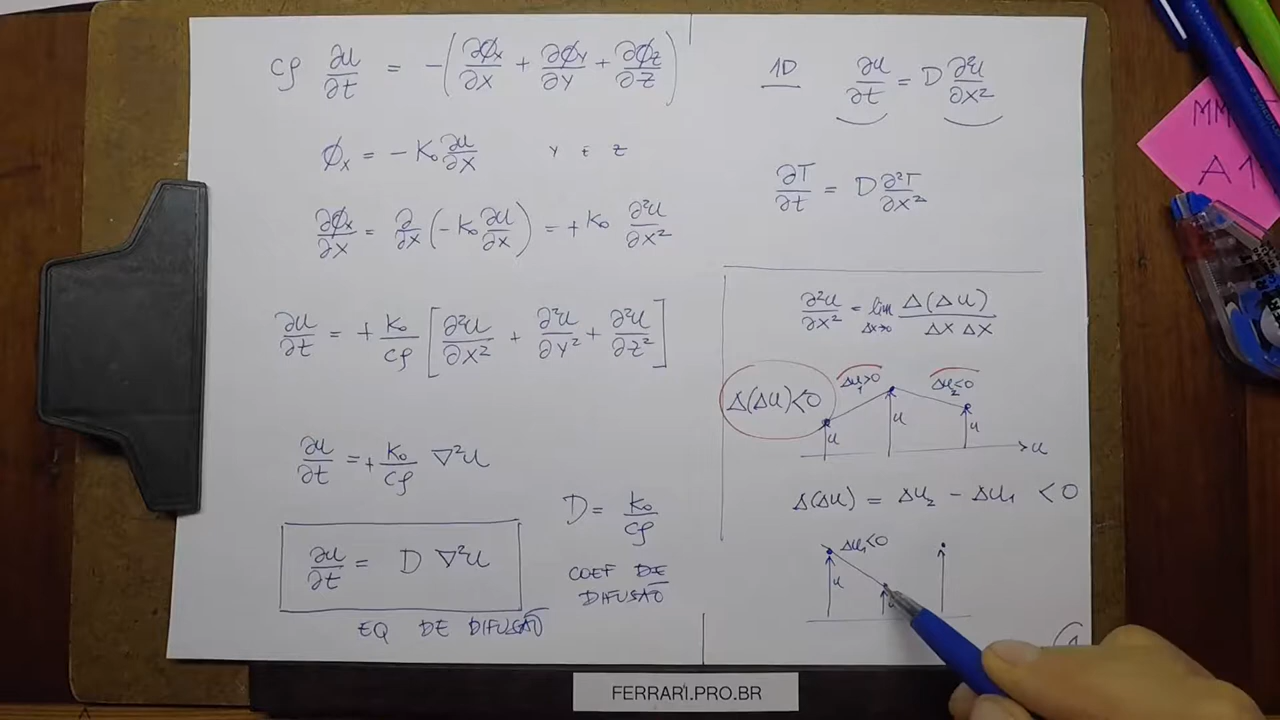 cρ ∂u/∂t = -(∂ϕx/∂x + ∂ϕy/∂y + ∂ϕz/∂z)
ϕx = -K₀ ∂u/∂x   y E z
∂ϕx/∂x = ∂/∂x (-K₀ ∂u/∂x) = +K₀ ∂²u/∂x²
∂u/∂t = + K₀/cρ [∂²u/∂x² + ∂²u/∂y² + ∂²u/∂z²]
∂u/∂t = + K₀/cρ ∇²u
D = K₀/cρ
COEF DE
DIFUSÃO
∂u/∂t = D ∇²u
EQ DE DIFUSÃO
1D   ∂u/∂t = D ∂²u/∂x²
∂T/∂t = D ∂²T/∂x²
∂²u/∂x² = lim Δx→0 Δ(Δu)/Δx Δx
Δ(Δu)<0
Δu₁>0
Δu₂<0
u
u
u
u
Δ(Δu) = Δu₂ - Δu₁ <0
Δu₁<0
u
FERRARI.PRO.BR
MM
A1